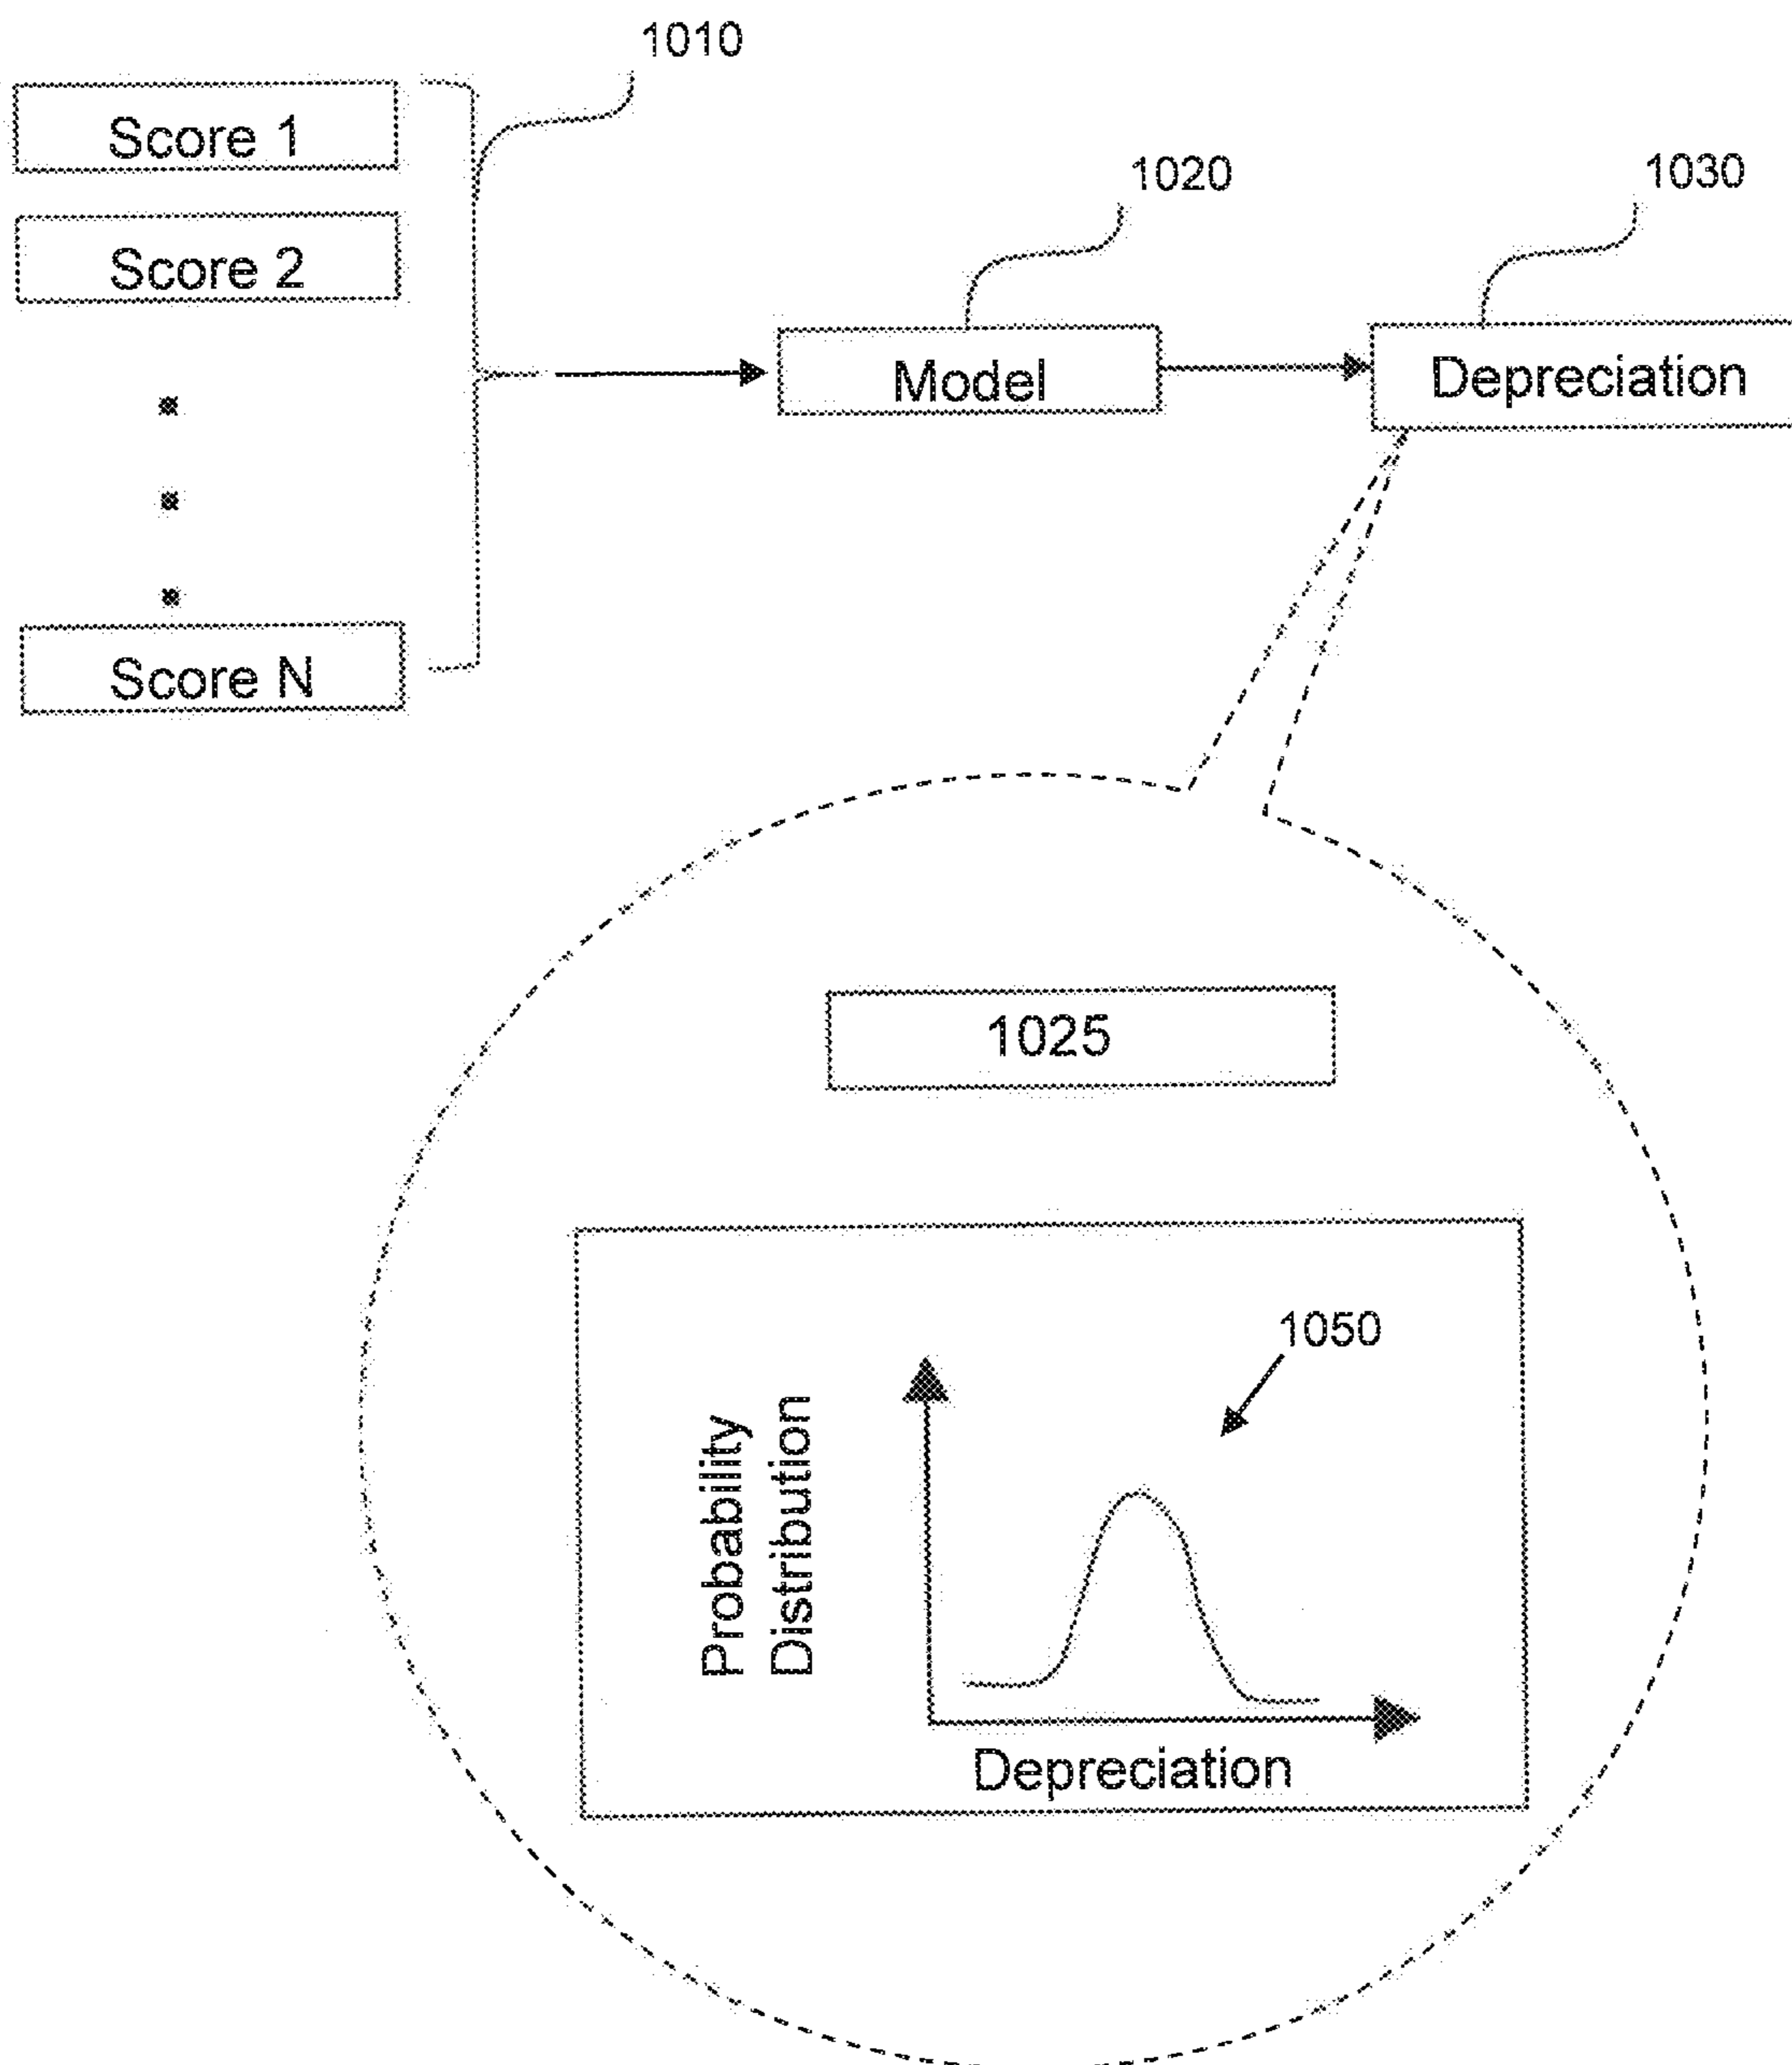 1010
Score 1
1020
1030
Score 2
Model
Depreciation
Score N
1025
1050
Probability
Distribution
Depreciation